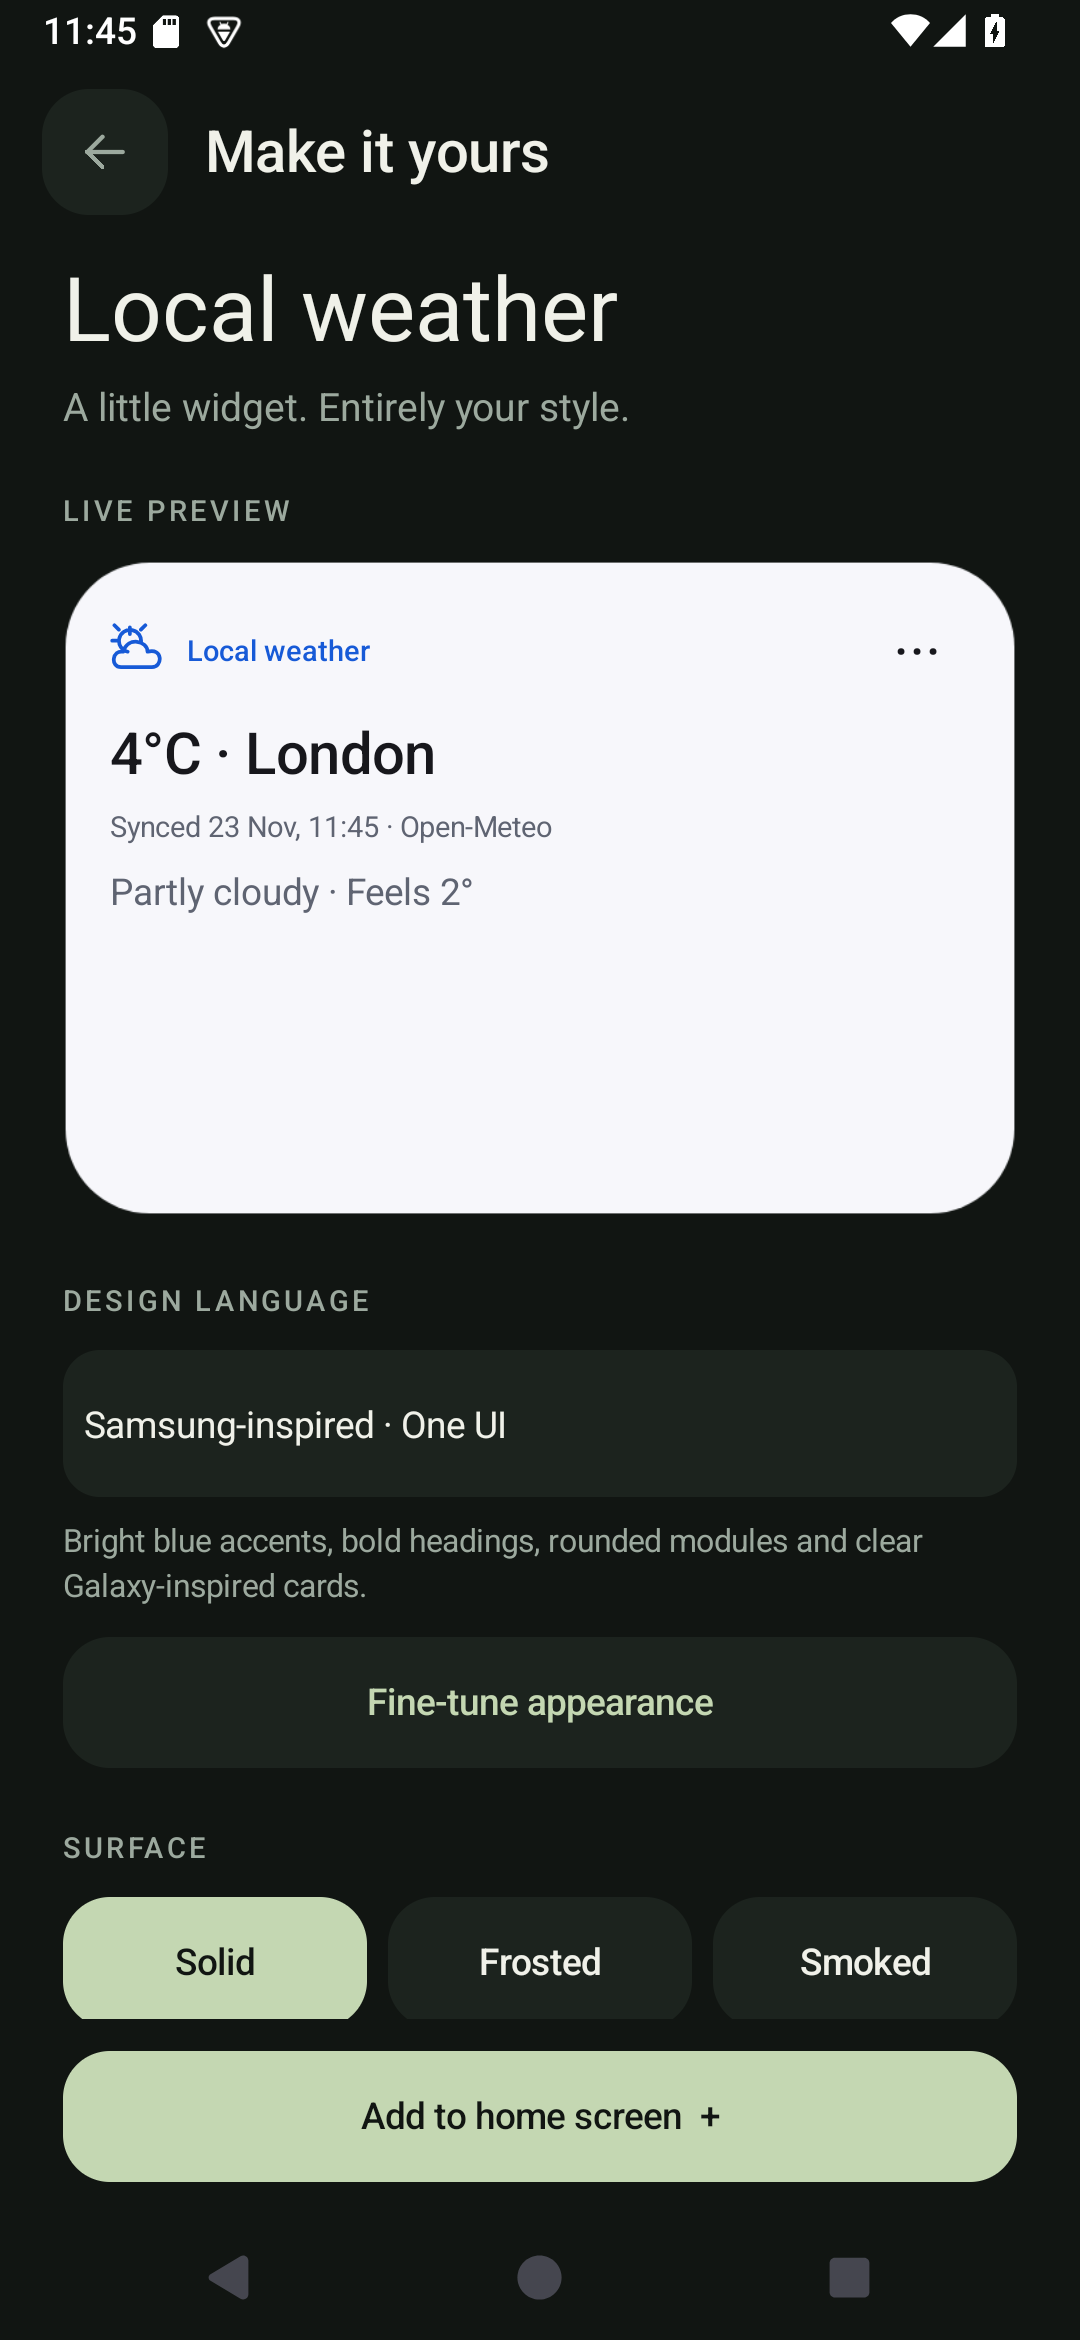 11:45
Make it yours
Local weather
A little widget. Entirely your style.
LIVE PREVIEW
Local weather
4°C · London
Synced 23 Nov, 11:45 · Open-Meteo
Partly cloudy · Feels 2°
DESIGN LANGUAGE
Samsung-inspired · One UI
Bright blue accents, bold headings, rounded modules and clear
Galaxy-inspired cards.
Fine-tune appearance
SURFACE
Solid
Frosted
Smoked
Add to home screen +